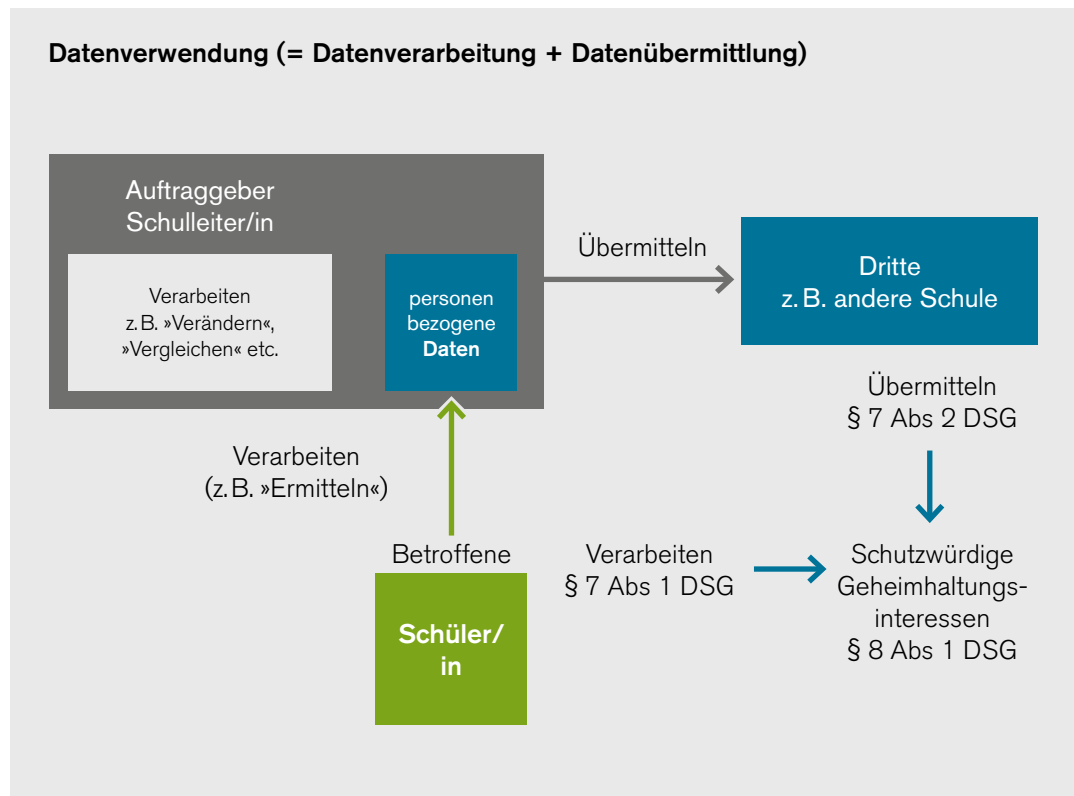 Datenverwendung (= Datenverarbeitung + Datenübermittlung)
Auftraggeber
Schulleiter/in
Verarbeiten
z. B. »Verändern«,
»Vergleichen« etc.
personen
bezogene
Daten
Übermitteln
Dritte
z. B. andere Schule
Übermitteln
§ 7 Abs 2 DSG
Verarbeiten
(z. B. »Ermitteln«)
Betroffene
Schüler/
in
Verarbeiten
§ 7 Abs 1 DSG
Schutzwürdige
Geheimhaltungs-
interessen
§ 8 Abs 1 DSG